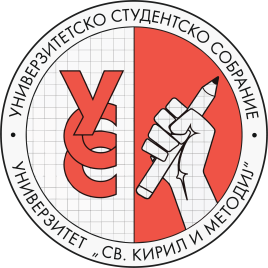 УНИВЕРЗИТЕТСКО СТУДЕНТСКО СОБРАНИЕ
УСС
УНИВЕРЗИТЕТ „СВ. КИРИЛ И МЕТОДИЈ“